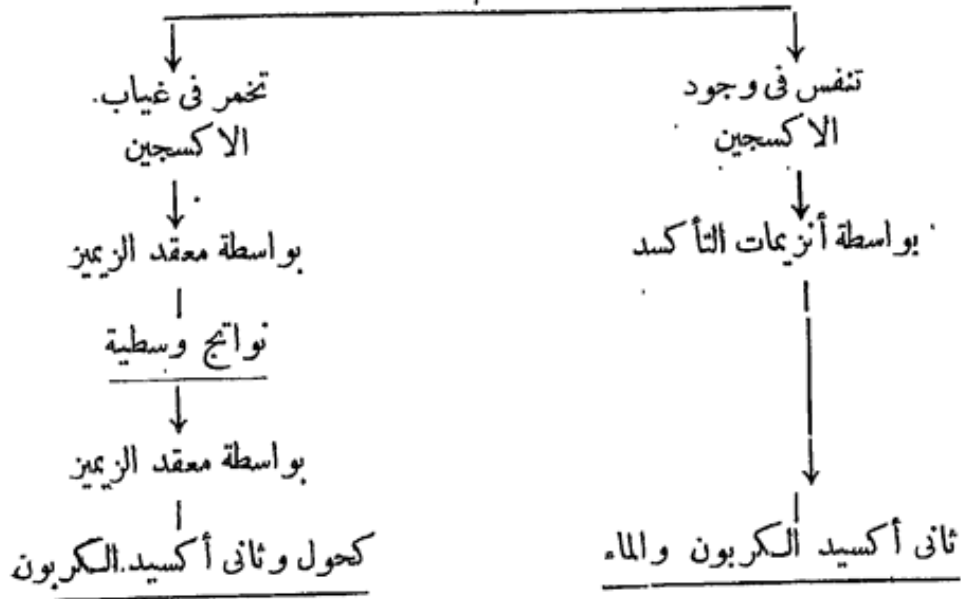 تنفس فى وجود
الاكسجين
بواسطة أنزيمات التأكسد
ثانى أكسيد الكربون والماء
تخمر فى غياب.
الاكسجين
بواسطة معقد الزيميز
نواتج وسطية
بواسطة معقد الزيميز
كحول وثانى أكسيد الكربون